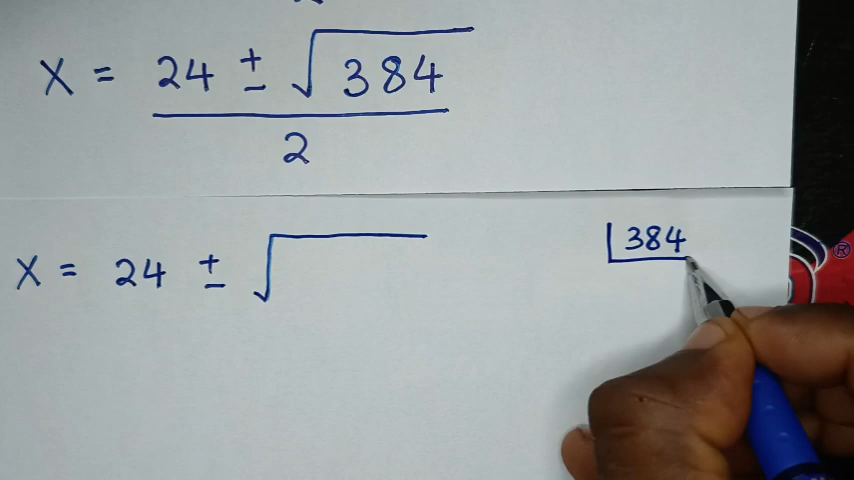 X = 24 ± √384
2
X = 24 ± √
384
®